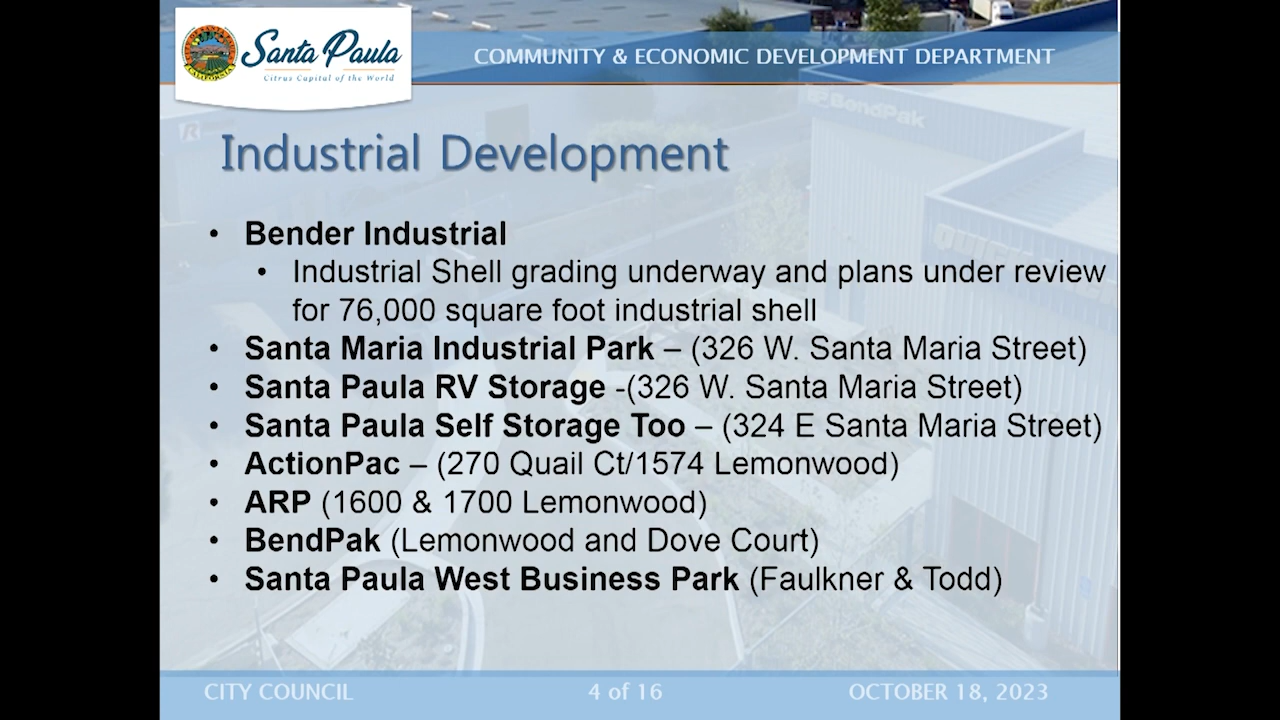 Santa Paula
Citrus Capital of the World
CALIFORNIA
COMMUNITY & ECONOMIC DEVELOPMENT DEPARTMENT
BendPak
Industrial Development
• Bender Industrial
• Industrial Shell grading underway and plans under review
for 76,000 square foot industrial shell
• Santa Maria Industrial Park – (326 W. Santa Maria Street)
• Santa Paula RV Storage -(326 W. Santa Maria Street)
• Santa Paula Self Storage Too – (324 E Santa Maria Street)
• ActionPac – (270 Quail Ct/1574 Lemonwood)
• ARP (1600 & 1700 Lemonwood)
• BendPak (Lemonwood and Dove Court)
• Santa Paula West Business Park (Faulkner & Todd)
CITY COUNCIL
4 of 16
OCTOBER 18, 2023